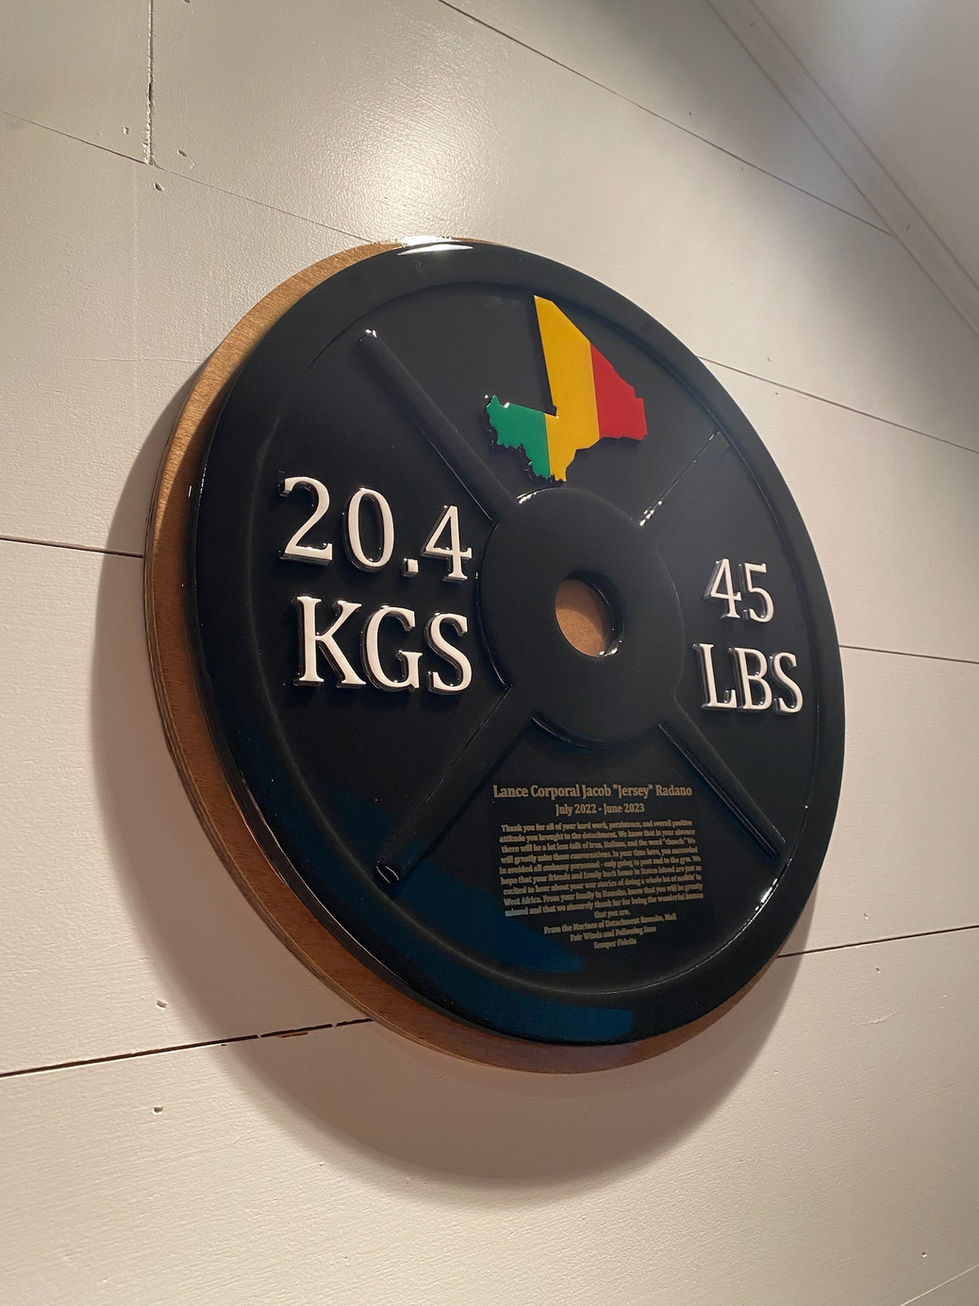 20.4
KGS
45
LBS
Lance Corporal Jacob "Jersey" Radano
July 2022 - June 2023
Thank you for all of your hard work, persistence, and overall positive
attitude you brought to the detachment. We know that in your absence
there will be a lot less talk of tren, Italians, and the word "chooch" We
will greatly miss those conversations. In your time here, you succeeded
in avoiding all embassy personnel - only going to post and to the gym. We
hope that your friends and family back home in Staten Island are just as
excited to hear about your war stories of doing a whole lot of nothin' in
West Africa. From your family in Bamako, know that you will be greatly
missed and that we sincerely thank for for being the wonderful human
that you are.
From the Marines of Detachment Bamako, Mali
Fair Winds and Following Seas
Semper Fidelis